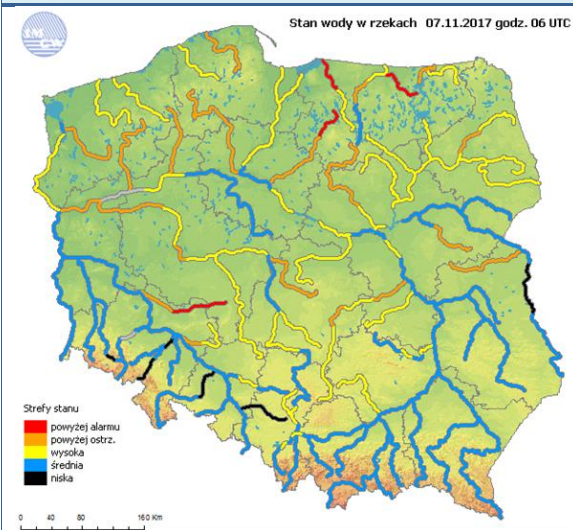 Stan wody w rzekach 07.11.2017 godz. 06 UTC
Strefy stanu
powyżej alarmu
powyżej ostrz.
wysoka
średnia
niska
0 40 80 160 Km